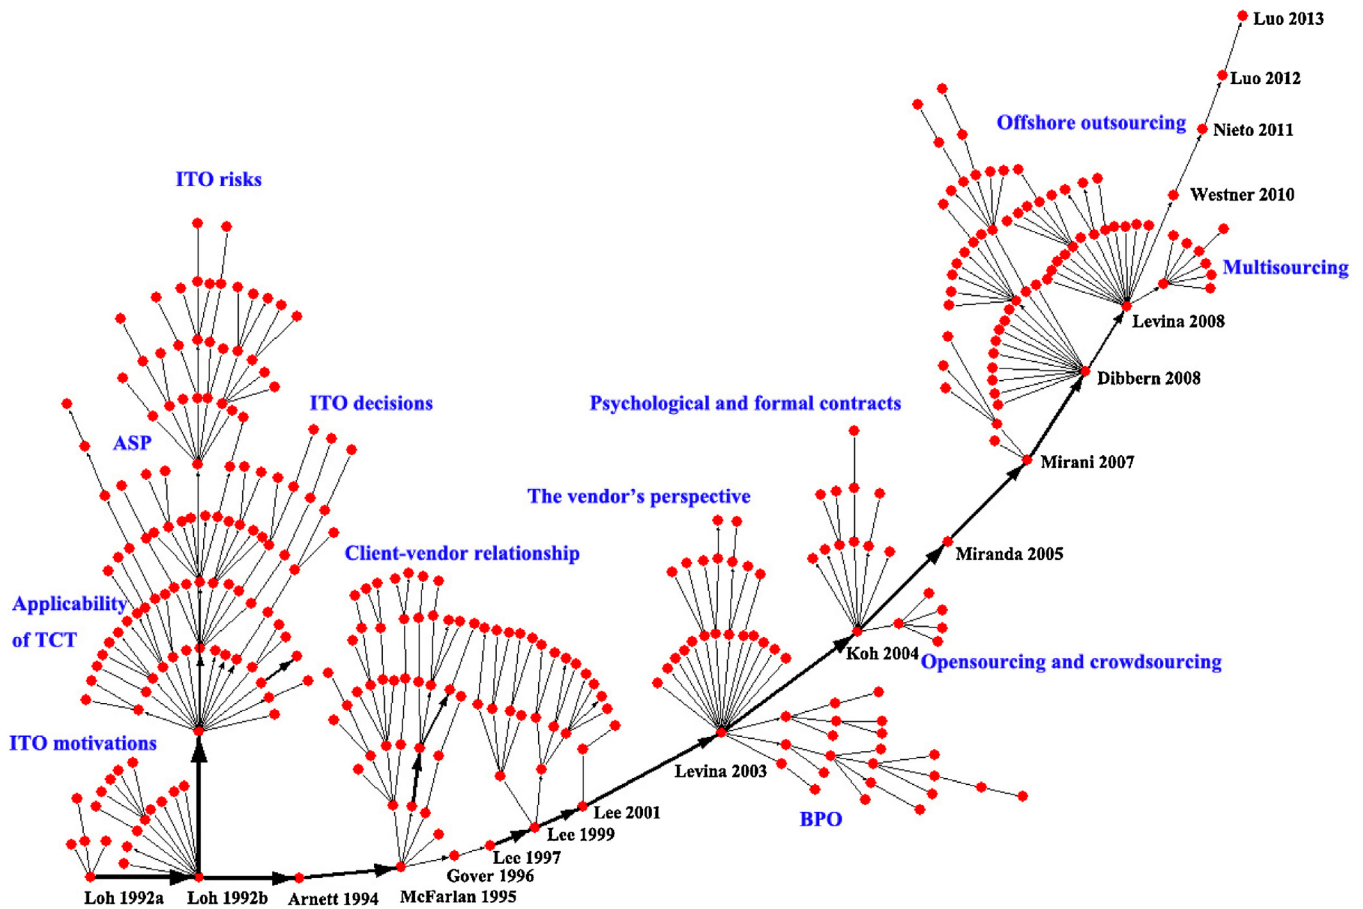 Luo 2013
Luo 2012
Offshore outsourcing
Nieto 2011
ITO risks
Westner 2010
Multisourcing
Levina 2008
Dibbern 2008
ITO decisions
Psychological and formal contracts
ASP
Mirani 2007
The vendor's perspective
Client-vendor relationship
Miranda 2005
Applicability
of TCT
Koh 2004
Opensourcing and crowdsourcing
ITO motivations
Levina 2003
Lee 2001
BPO
Lee 1999
Lee 1997
Gover 1996
Loh 1992a
Loh 1992b
Arnett 1994
McFarlan 1995